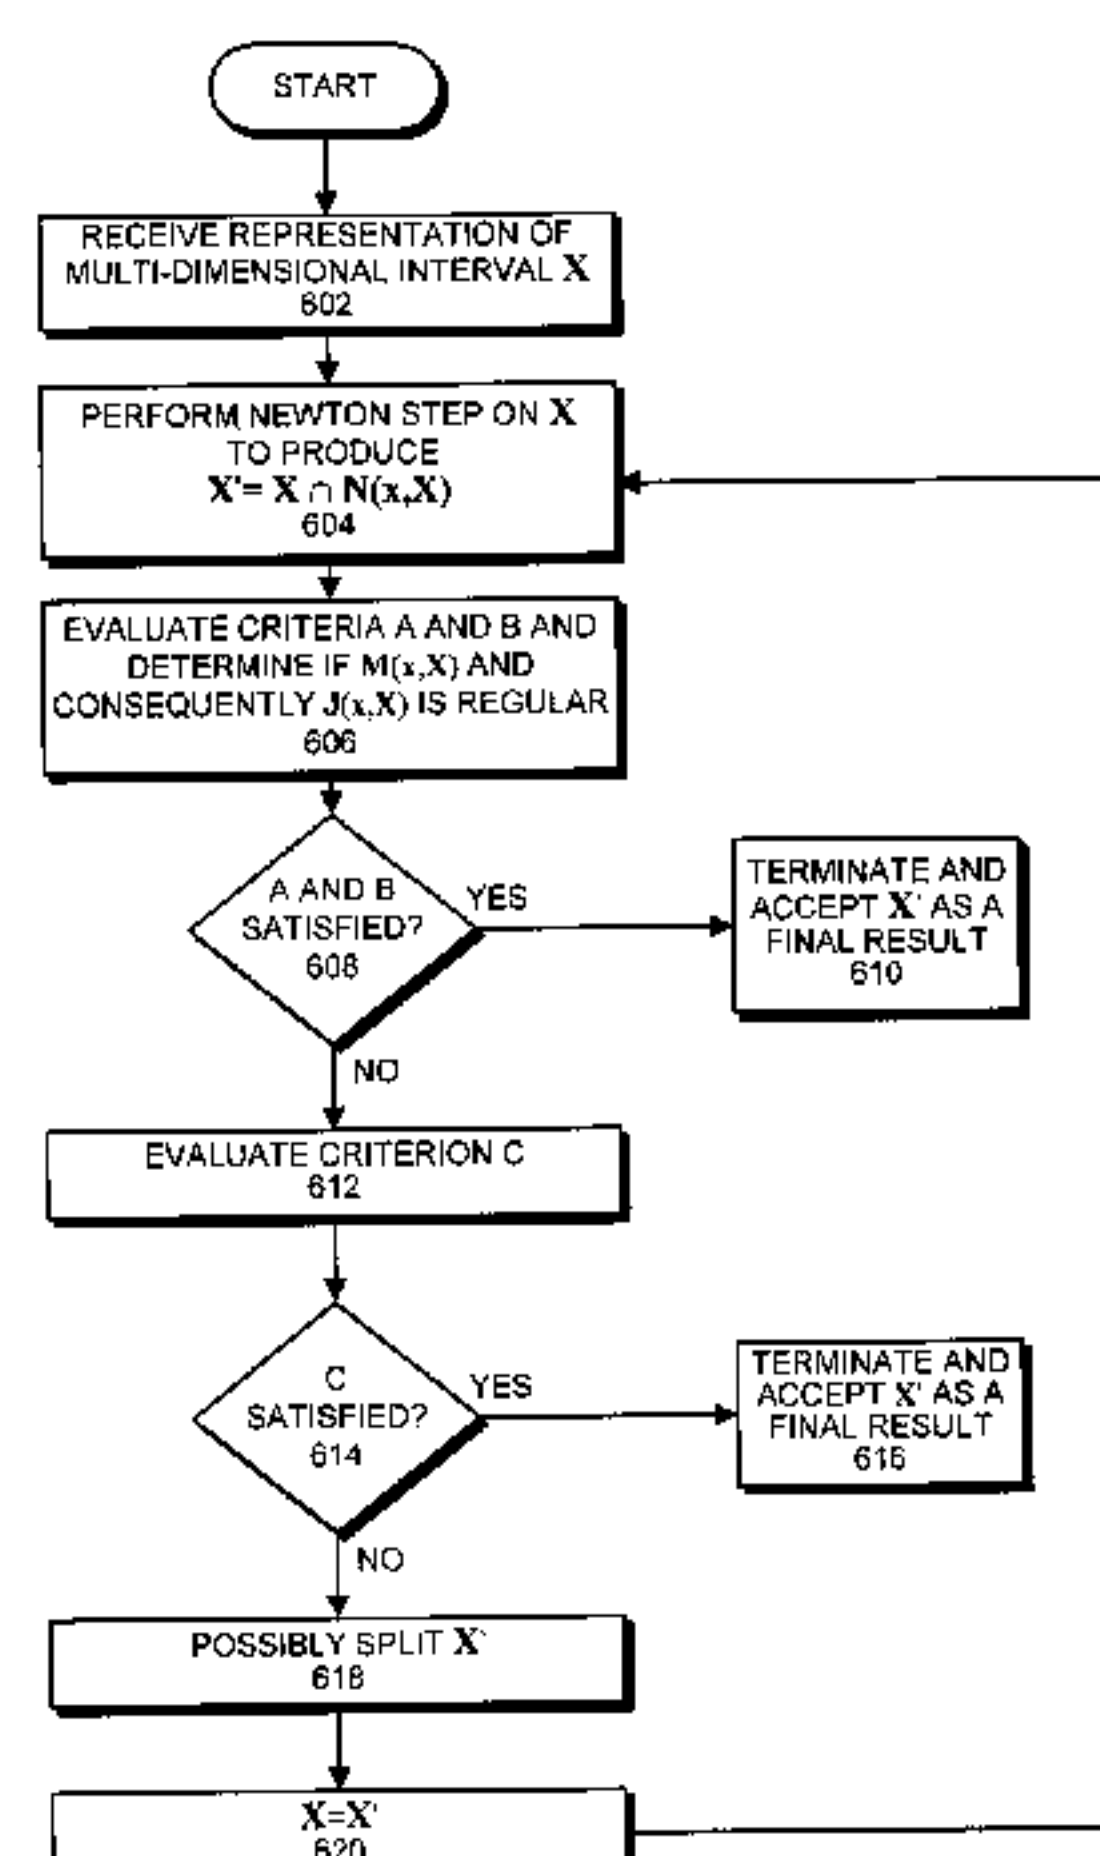 START
RECEIVE REPRESENTATION OF
MULTI-DIMENSIONAL INTERVAL X
602
PERFORM NEWTON STEP ON X
TO PRODUCE
X'= X ∩ N(x,X)
604
EVALUATE CRITERIA A AND B AND
DETERMINE IF M(x,X) AND
CONSEQUENTLY J(x,X) IS REGULAR
606
A AND B
SATISFIED?
608
YES
TERMINATE AND
ACCEPT X' AS A
FINAL RESULT
610
NO
EVALUATE CRITERION C
612
C
SATISFIED?
614
YES
TERMINATE AND
ACCEPT X' AS A
FINAL RESULT
616
NO
POSSIBLY SPLIT X'
618
X=X'
620